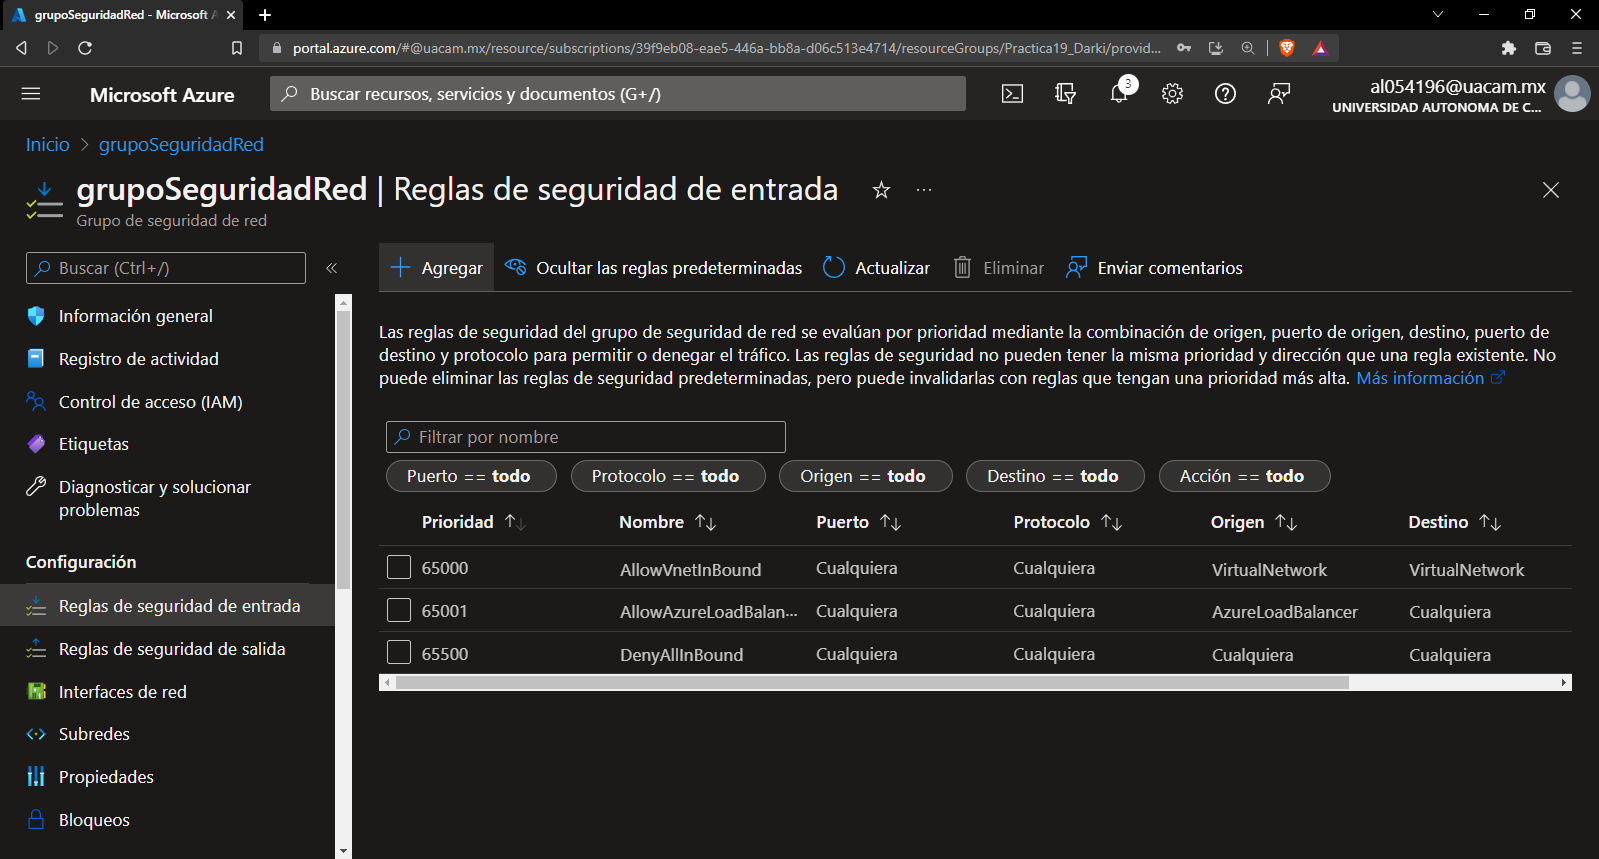 grupoSeguridadRed - Microsoft A
portal.azure.com/#@uacam.mx/resource/subscriptions/39f9eb08-eae5-446a-bb8a-d06c513e4714/resourceGroups/Practica19_Darki/provid...
Microsoft Azure
Buscar recursos, servicios y documentos (G+/)
3
al054196@uacam.mx
UNIVERSIDAD AUTONOMA DE C...
Inicio > grupoSeguridadRed
grupoSeguridadRed | Reglas de seguridad de entrada
Grupo de seguridad de red
Buscar (Ctrl+/)
Información general
Registro de actividad
Control de acceso (IAM)
Etiquetas
Diagnosticar y solucionar
problemas
Configuración
Reglas de seguridad de entrada
Reglas de seguridad de salida
Interfaces de red
Subredes
Propiedades
Bloqueos
Agregar Ocultar las reglas predeterminadas Actualizar Eliminar Enviar comentarios
Las reglas de seguridad del grupo de seguridad de red se evalúan por prioridad mediante la combinación de origen, puerto de origen, destino, puerto de
destino y protocolo para permitir o denegar el tráfico. Las reglas de seguridad no pueden tener la misma prioridad y dirección que una regla existente. No
puede eliminar las reglas de seguridad predeterminadas, pero puede invalidarlas con reglas que tengan una prioridad más alta. Más información
Filtrar por nombre
Puerto == todo Protocolo == todo Origen == todo Destino == todo Acción == todo
Prioridad Nombre Puerto Protocolo Origen Destino
65000 AllowVnetInBound Cualquiera Cualquiera VirtualNetwork VirtualNetwork
65001 AllowAzureLoadBalan... Cualquiera Cualquiera AzureLoadBalancer Cualquiera
65500 DenyAllInBound Cualquiera Cualquiera Cualquiera Cualquiera